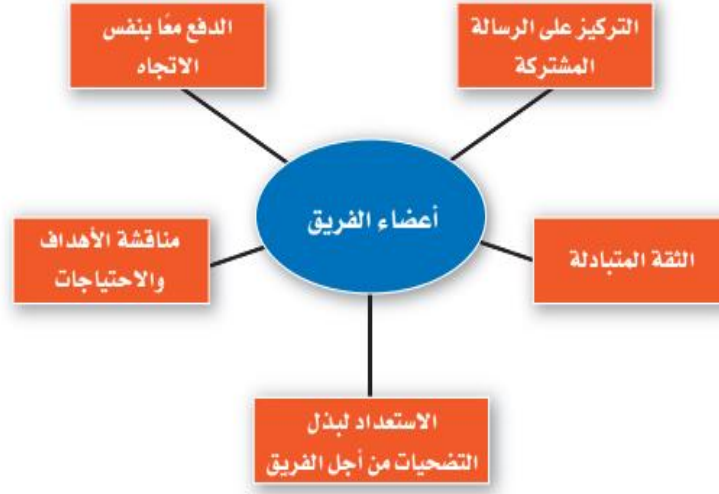 التركيز على الرسالة
المشتركة
الدفع معًا بنفس
الاتجاه
أعضاء الفريق
الثقة المتبادلة
مناقشة الأهداف
والاحتياجات
الاستعداد لبذل
التضحيات من أجل الفريق